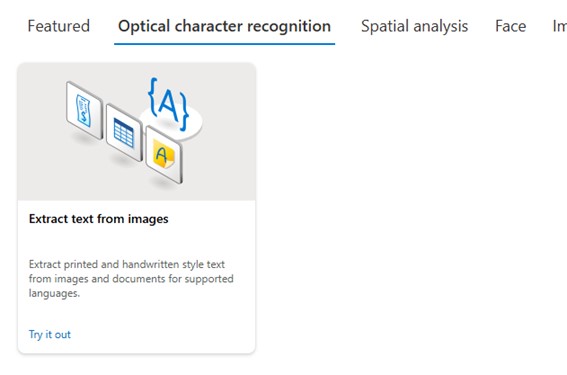 Featured Optical character recognition Spatial analysis Face Im
{A}
$
A
Extract text from images
Extract printed and handwritten style text
from images and documents for supported
languages.
Try it out